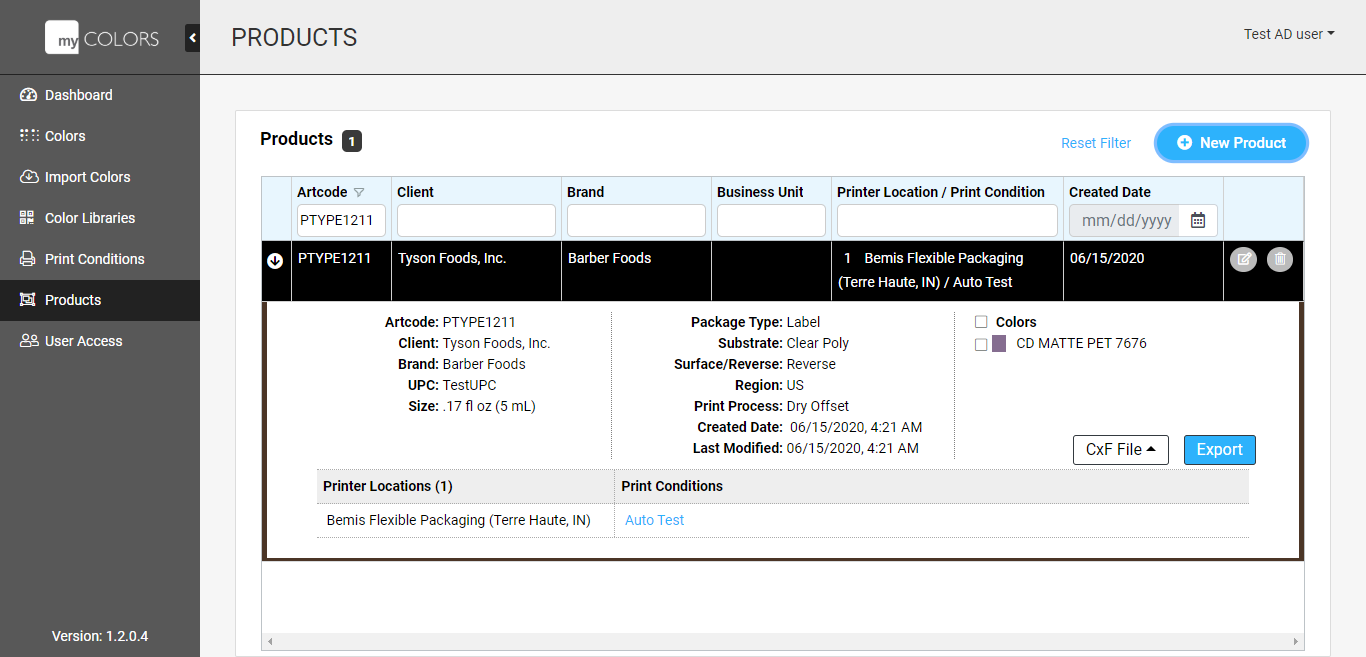 my COLORS
PRODUCTS
Test AD user
Dashboard
Colors
Import Colors
Color Libraries
Print Conditions
Products
User Access
Version: 1.2.0.4
Products 1
Reset Filter
New Product
Artcode Client Brand Business Unit Printer Location / Print Condition Created Date
PTYPE1211 mm/dd/yyyy
PTYPE1211 Tyson Foods, Inc. Barber Foods 1 Bemis Flexible Packaging 06/15/2020
(Terre Haute, IN) / Auto Test
Artcode: PTYPE1211
Client: Tyson Foods, Inc.
Brand: Barber Foods
UPC: TestUPC
Size: .17 fl oz (5 mL)
Package Type: Label
Substrate: Clear Poly
Surface/Reverse: Reverse
Region: US
Print Process: Dry Offset
Created Date: 06/15/2020, 4:21 AM
Last Modified: 06/15/2020, 4:21 AM
Colors
CD MATTE PET 7676
CxF File
Export
Printer Locations (1) Print Conditions
Bemis Flexible Packaging (Terre Haute, IN) Auto Test